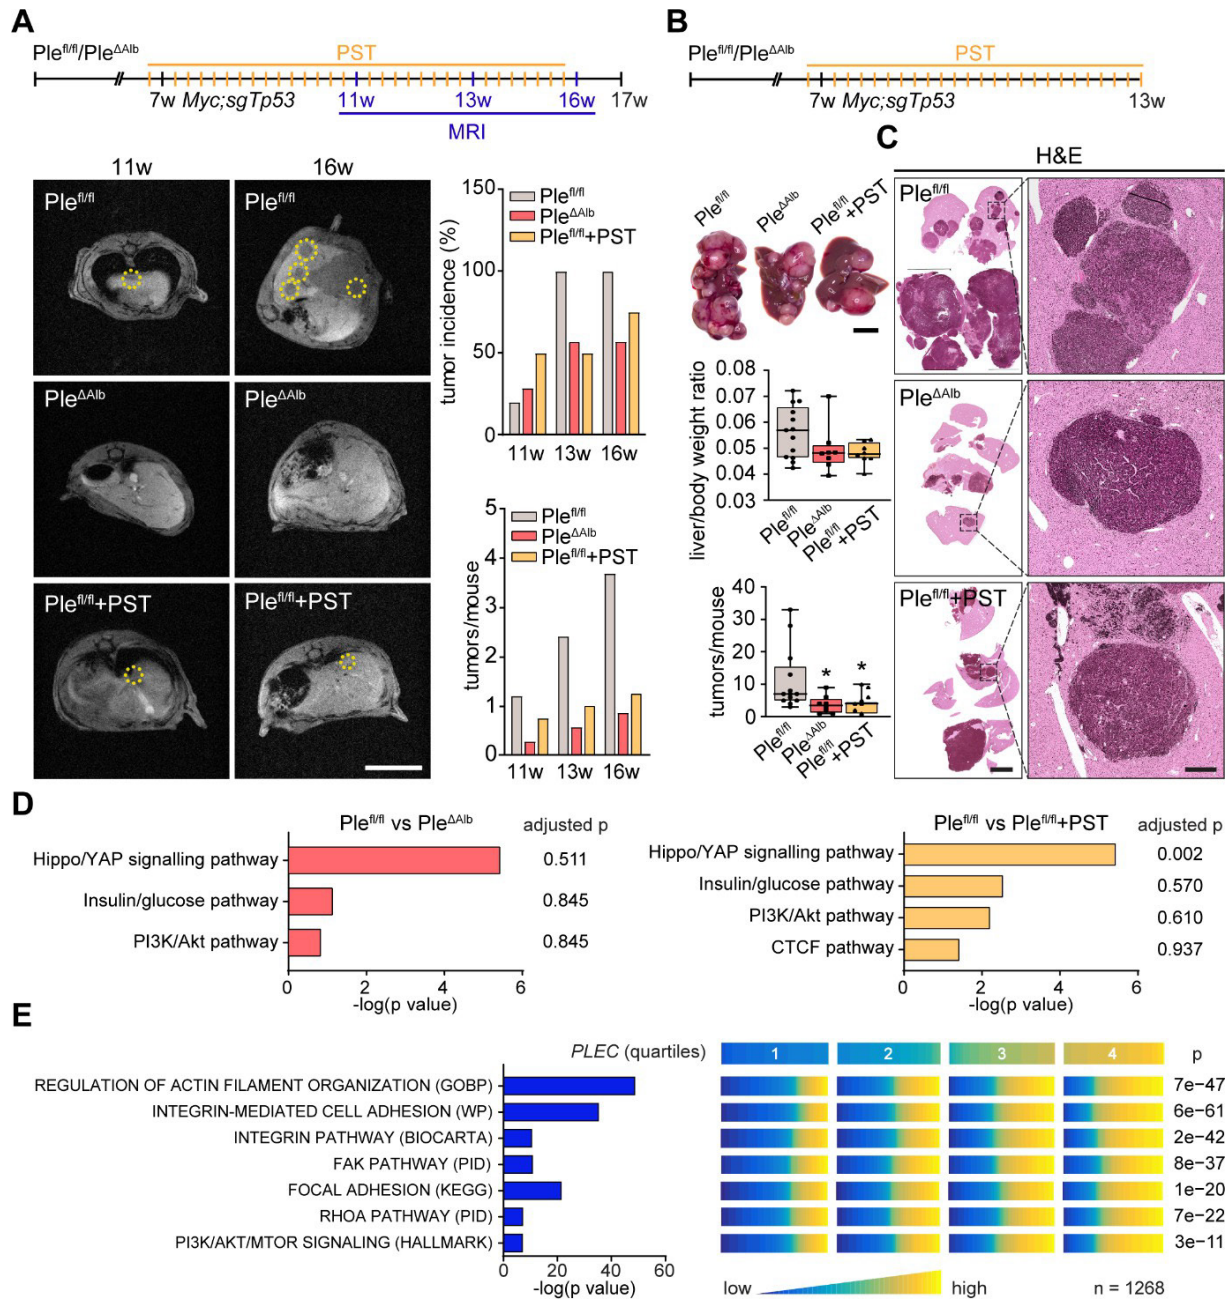 A
Ple^fl/fl/Ple^ΔAlb
PST
7w Myc;sgTp53 11w 13w 16w 17w
MRI
11w 16w
Ple^fl/fl
Ple^fl/fl
Ple^ΔAlb
Ple^ΔAlb
Ple^fl/fl+PST
Ple^fl/fl+PST
tumor incidence (%)
150
100
50
0
Ple^fl/fl
Ple^ΔAlb
Ple^fl/fl+PST
11w 13w 16w
tumors/mouse
5
4
3
2
1
0
Ple^fl/fl
Ple^ΔAlb
Ple^fl/fl+PST
11w 13w 16w
B
Ple^fl/fl/Ple^ΔAlb
PST
7w Myc;sgTp53 13w
Ple^fl/fl
Ple^ΔAlb
Ple^fl/fl
+PST
liver/body weight ratio
0.08
0.07
0.06
0.05
0.04
0.03
Ple^fl/fl
Ple^ΔAlb
Ple^fl/fl
+PST
tumors/mouse
40
30
20
10
0
* *
Ple^fl/fl
Ple^ΔAlb
Ple^fl/fl
+PST
C
H&E
Ple^fl/fl
Ple^ΔAlb
Ple^fl/fl+PST
D
Ple^fl/fl vs Ple^ΔAlb adjusted p
Hippo/YAP signalling pathway 0.511
Insulin/glucose pathway 0.845
PI3K/Akt pathway 0.845
0 2 4 6
-log(p value)
Ple^fl/fl vs Ple^fl/fl+PST adjusted p
Hippo/YAP signalling pathway 0.002
Insulin/glucose pathway 0.570
PI3K/Akt pathway 0.610
CTCF pathway 0.937
0 2 4 6
-log(p value)
E
PLEC (quartiles) 1 2 3 4 p
REGULATION OF ACTIN FILAMENT ORGANIZATION (GOBP) 7e−47
INTEGRIN-MEDIATED CELL ADHESION (WP) 6e−61
INTEGRIN PATHWAY (BIOCARTA) 2e−42
FAK PATHWAY (PID) 8e−37
FOCAL ADHESION (KEGG) 1e−20
RHOA PATHWAY (PID) 7e−22
PI3K/AKT/MTOR SIGNALING (HALLMARK) 3e−11
0 20 40 60
-log(p value)
low high n = 1268